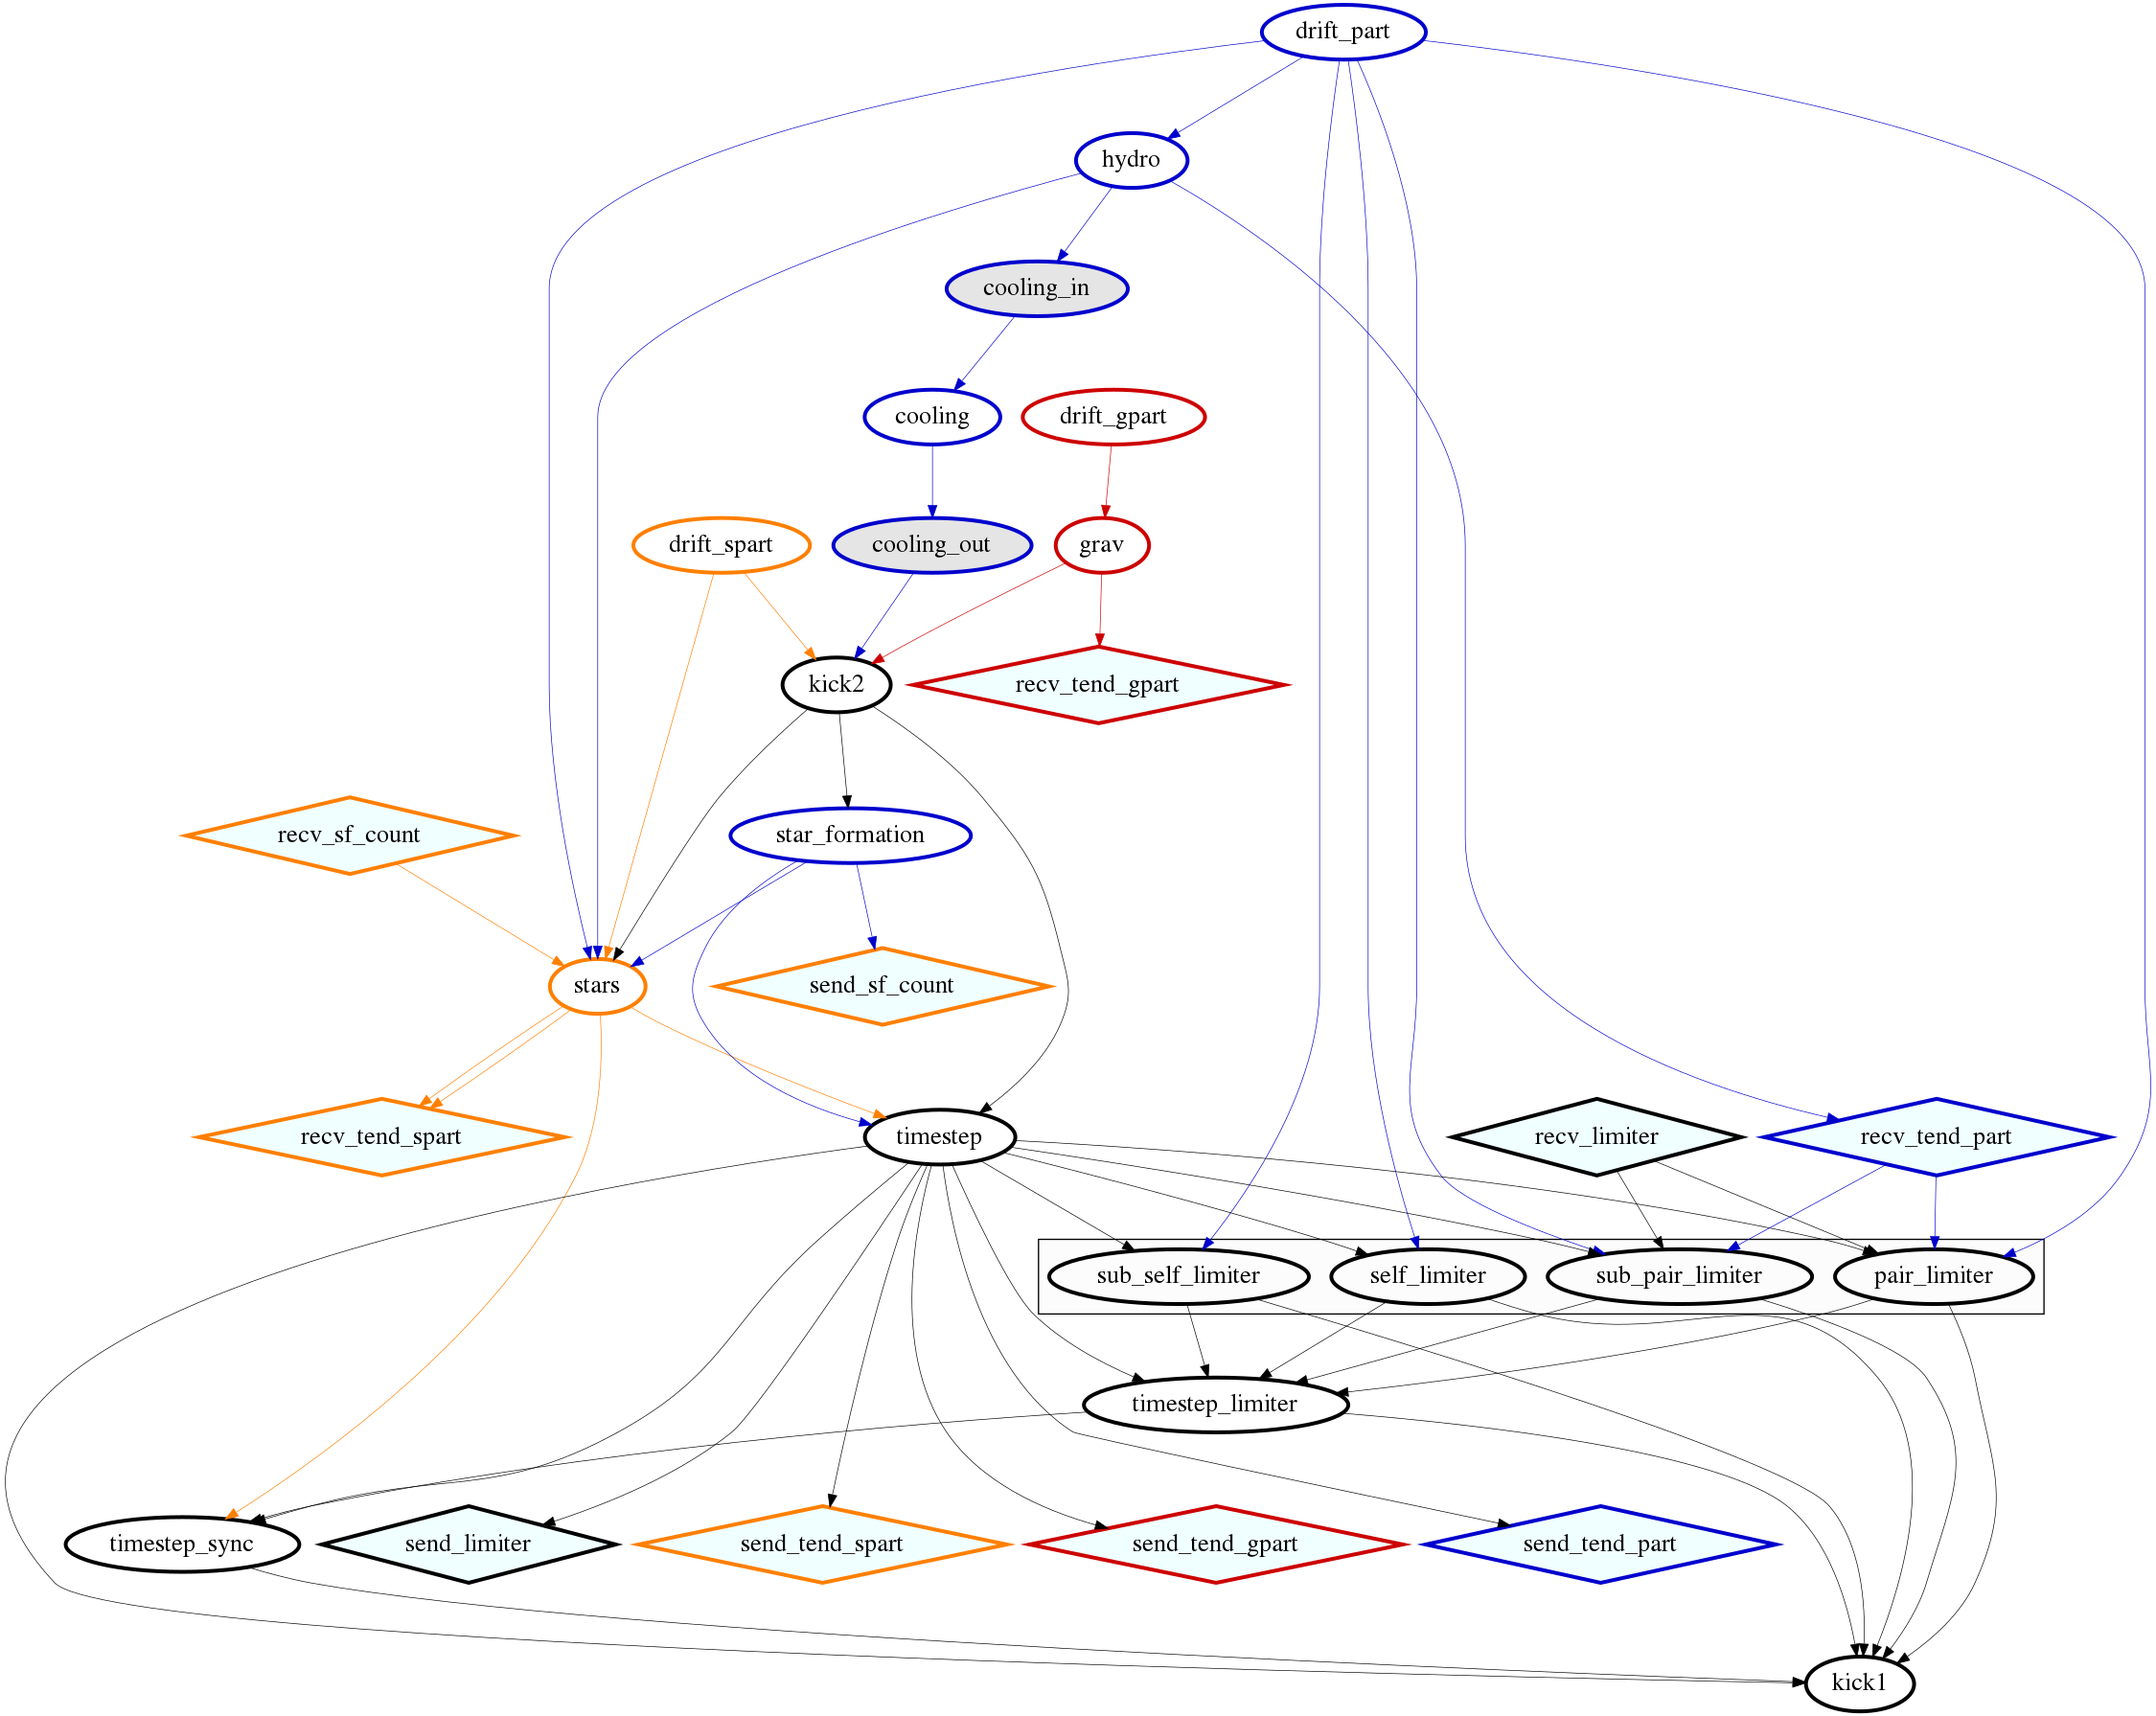 drift_part
hydro
cooling_in
cooling
drift_gpart
drift_spart
cooling_out
grav
kick2
recv_tend_gpart
recv_sf_count
star_formation
stars
send_sf_count
recv_tend_spart
timestep
recv_limiter
recv_tend_part
sub_self_limiter
self_limiter
sub_pair_limiter
pair_limiter
timestep_limiter
timestep_sync
send_limiter
send_tend_spart
send_tend_gpart
send_tend_part
kick1